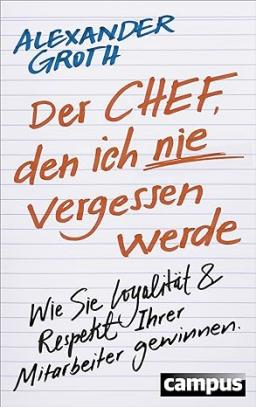 ALEXANDER
GROTH
Der CHEF,
den ich nie
vergessen
werde
Wie Sie Loyalität &
Respekt Ihrer
Mitarbeiter gewinnen.
campus